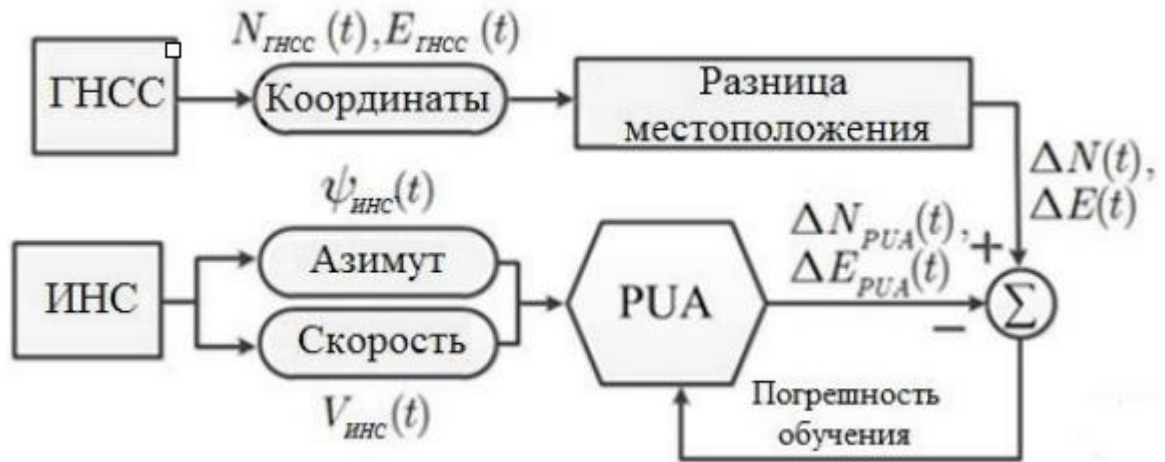 N_ГНСС (t), E_ГНСС (t)
ГНСС
Координаты
Разница
местоположения
ΔN(t),
ΔE(t)
ψ_ИНС(t)
ИНС
Азимут
Скорость
V_ИНС(t)
PUA
ΔN_PUA(t),
ΔE_PUA(t)
+
−
Σ
Погрешность
обучения